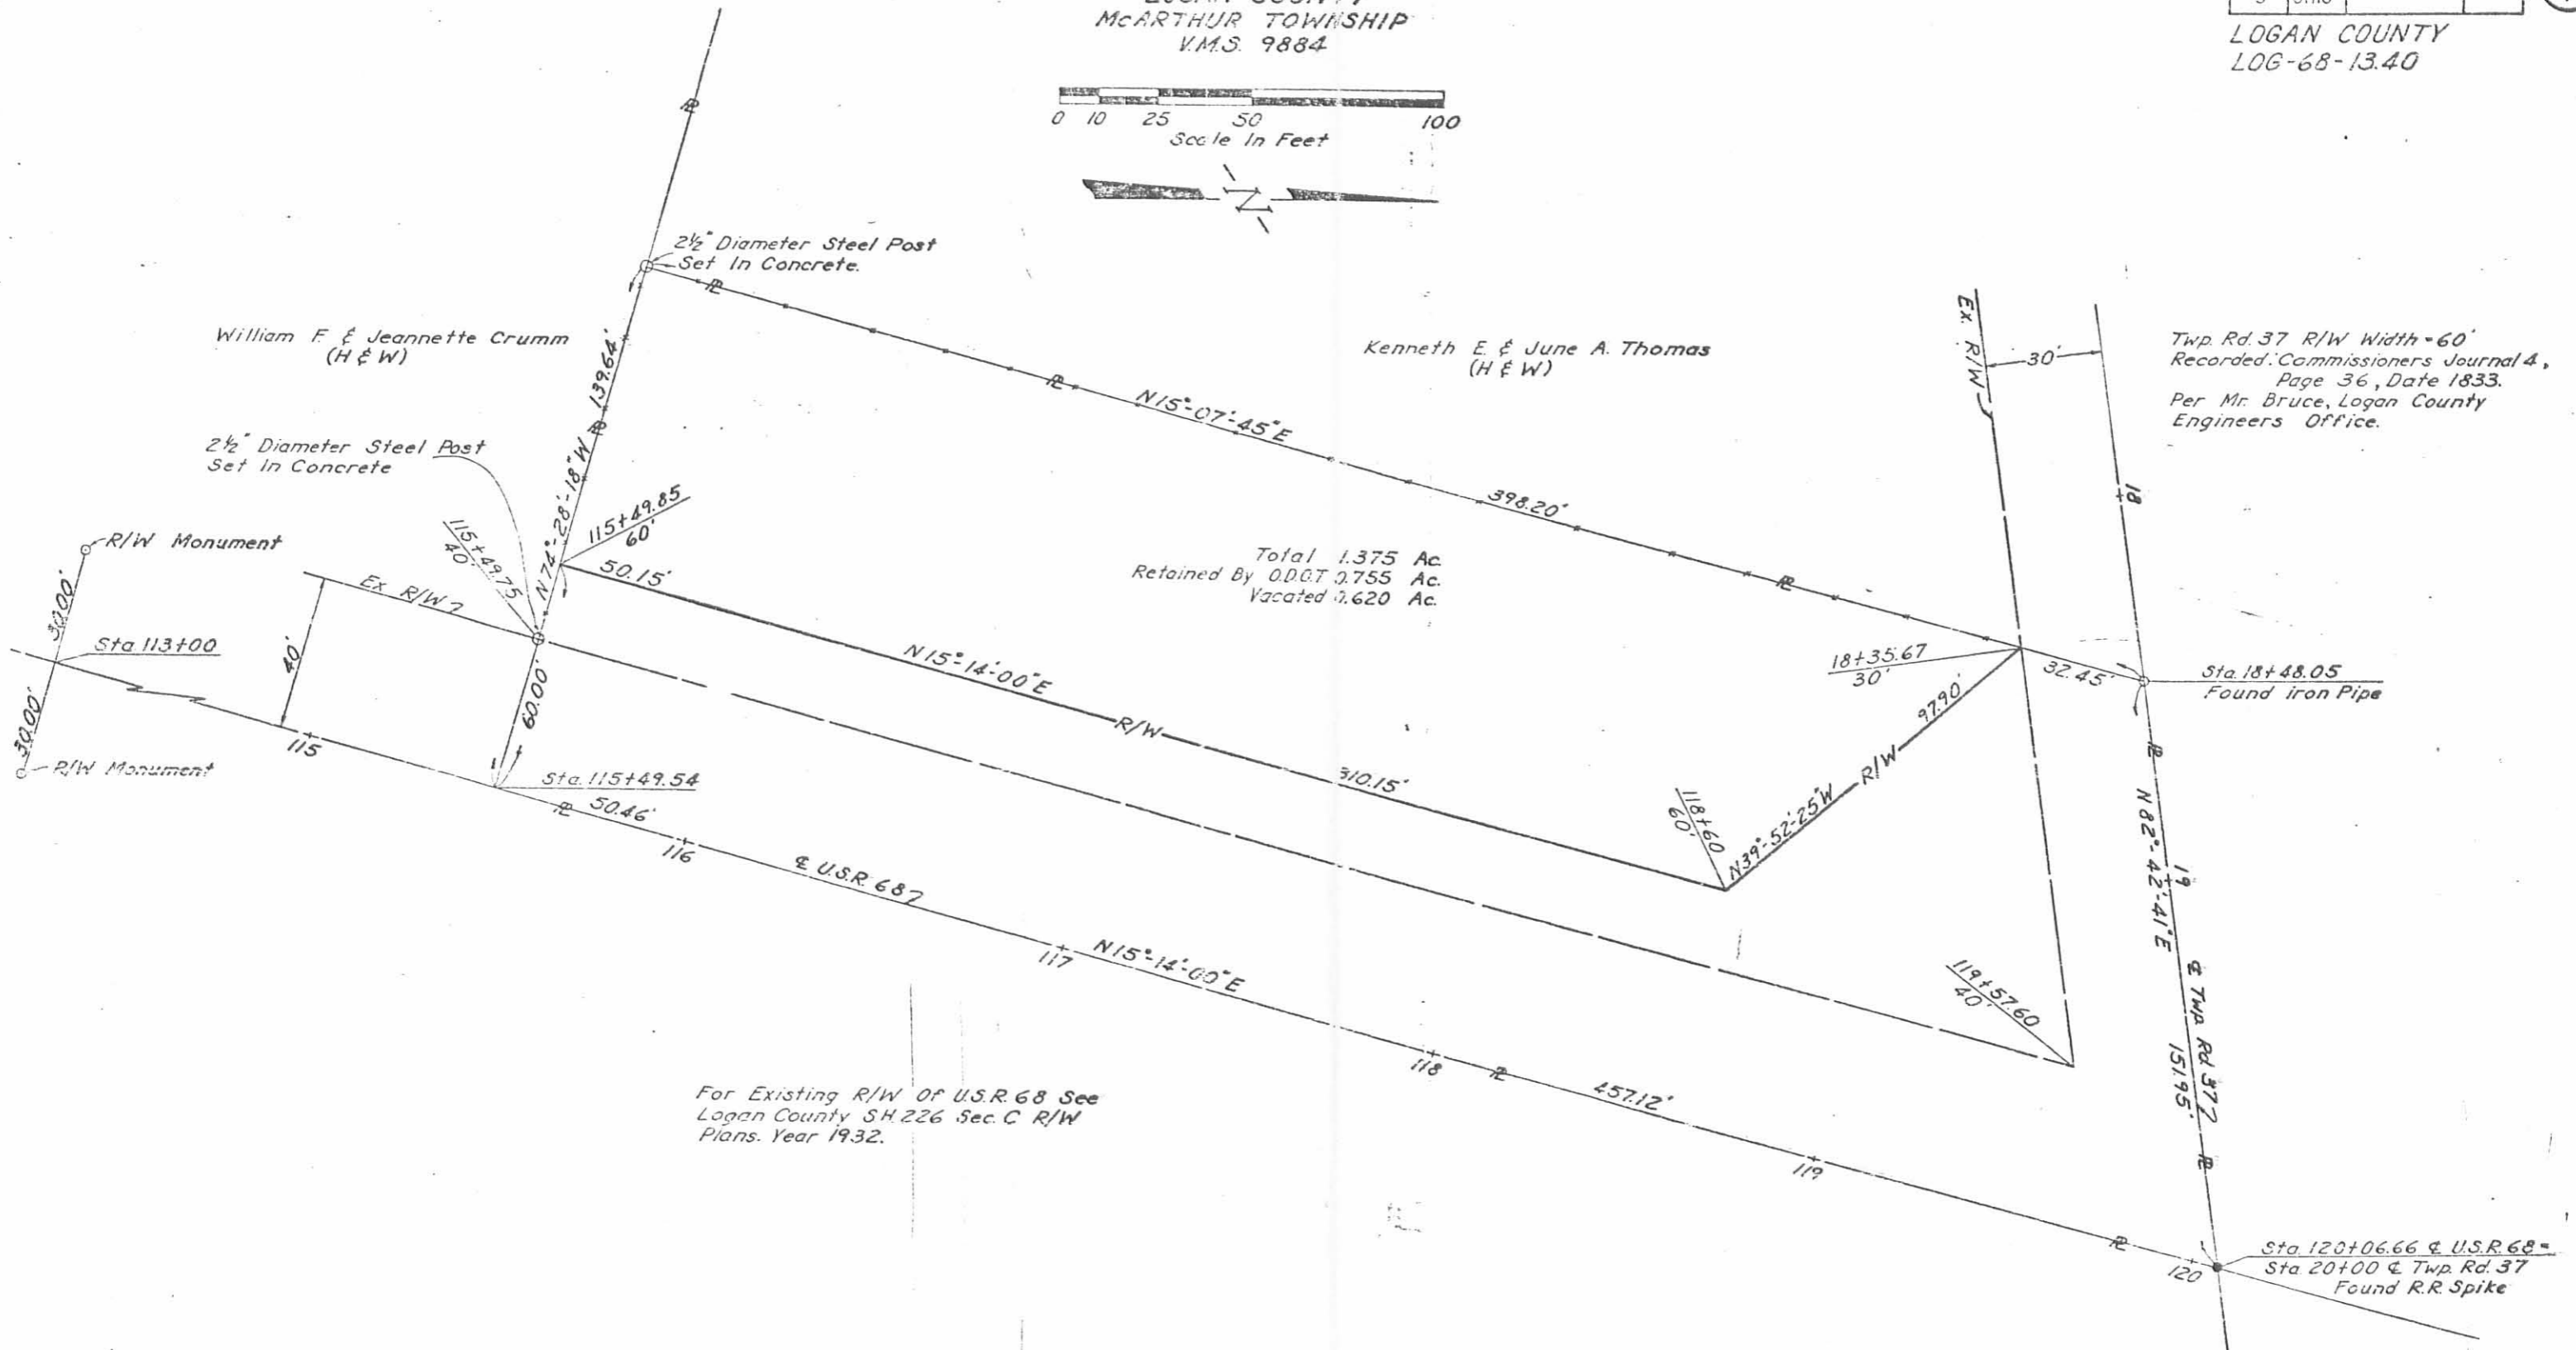 McARTHUR TOWNSHIP
V.M.S. 9884
LOGAN COUNTY
LOG-68-13.40
0 10 25 50 100
Scale In Feet
N
2½" Diameter Steel Post
Set In Concrete.
William F. & Jeannette Crumm
(H & W)
Kenneth E. & June A. Thomas
(H & W)
Ex. R/W
30'
Twp. Rd. 37 R/W Width = 60'
Recorded: Commissioners Journal 4,
Page 36, Date 1833.
Per Mr. Bruce, Logan County
Engineers Office.
139.64'
N74°-28'-18"W
N15°-07'-45"E
398.20'
2½" Diameter Steel Post
Set In Concrete
115+49.75
40'
115+49.85
60'
50.15'
R/W Monument
30.00'
Sta. 113+00
30.00'
R/W Monument
Ex R/W
40'
60.00'
115
Total 1.375 Ac.
Retained By O.D.O.T 0.755 Ac.
Vacated 0.620 Ac.
18
18+35.67
30'
32.45'
Sta. 18+48.05
Found iron Pipe
N15°-14'-00"E
R/W
310.15'
97.90'
R/W
N39°-52'-25"W
118+60
60'
Sta. 115+49.54
50.46'
116
₵ U.S.R. 68
117
N15°-14'-00"E
118
457.12'
119
119+57.60
40'
N82°-42'-41"E
19
₵ Twp. Rd 37
151.95'
For Existing R/W Of U.S.R. 68 See
Logan County SH 226 Sec. C R/W
Plans. Year 1932.
120
Sta. 120+06.66 ₵ U.S.R. 68 =
Sta 20+00 ₵ Twp. Rd. 37
Found R.R. Spike